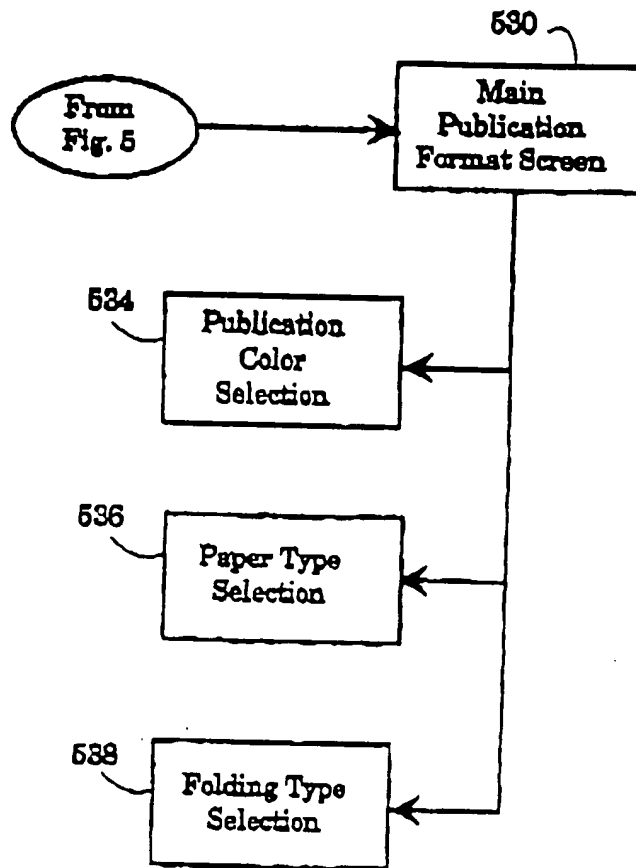 530
From
Fig. 5
Main
Publication
Format Screen
534
Publication
Color
Selection
536
Paper Type
Selection
538
Folding Type
Selection